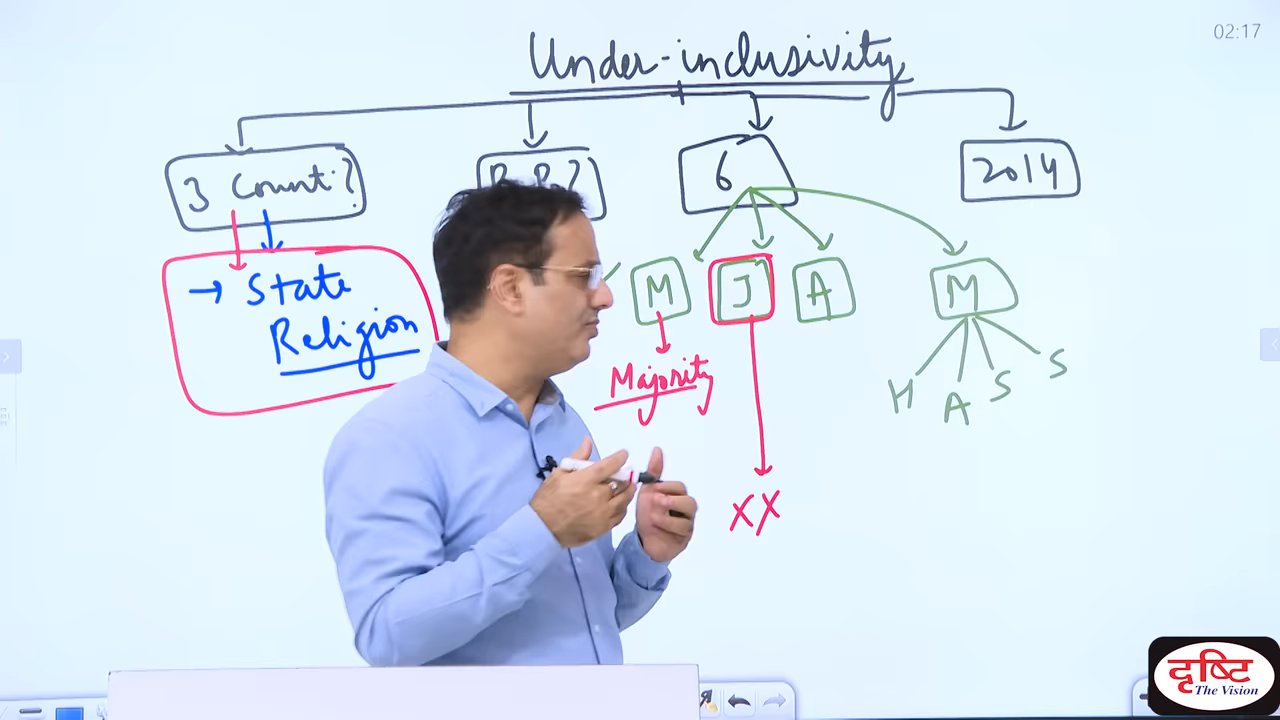 02:17
Under-inclusivity
3 Count:?
6
2014
→ State
Religion
M
J
A
M
Majority
H
A
S
S
XX
दृष्टि
The Vision